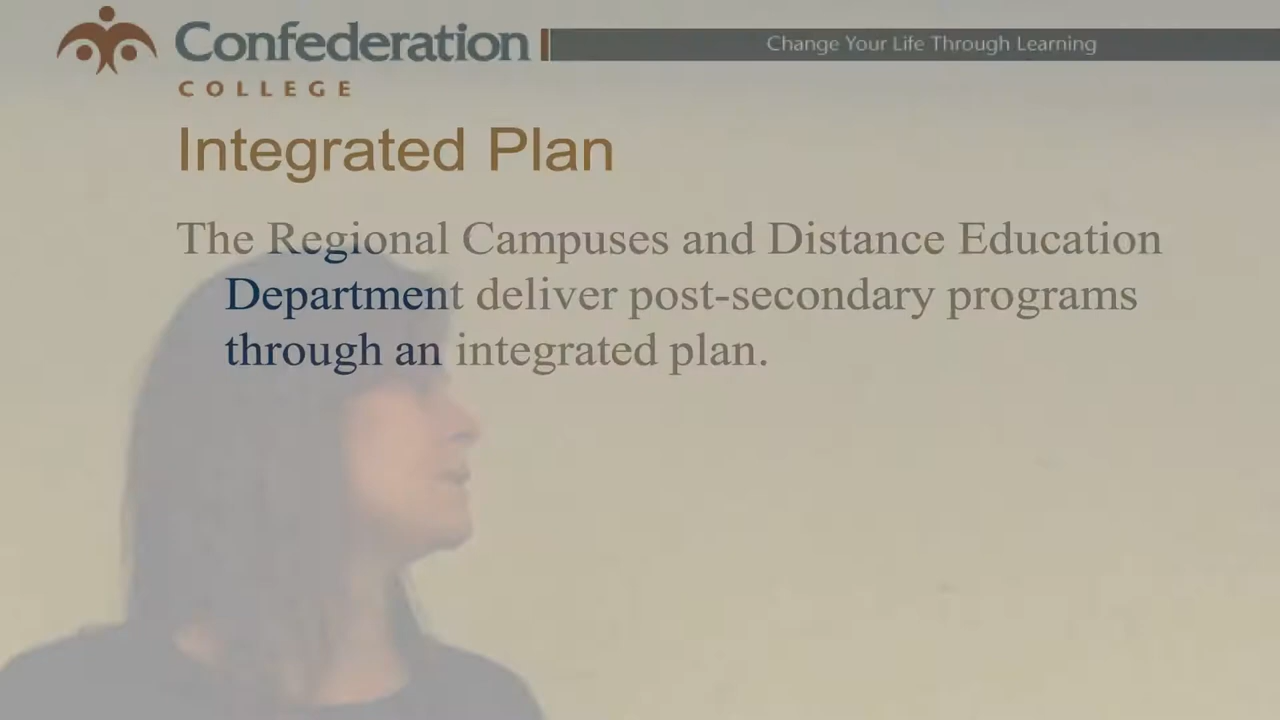 Confederation
COLLEGE
Change Your Life Through Learning
Integrated Plan
The Regional Campuses and Distance Education
Department deliver post-secondary programs
through an integrated plan.